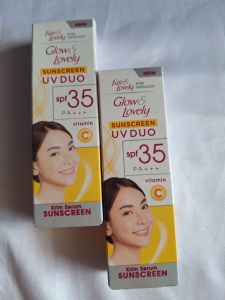 NEW
Fair & Lovely
Glow & Lovely
SUNSCREEN
UV DUO
spf 35
PA+++
vitamin
C
Krim Serum
SUNSCREEN
NEW
Fair & Lovely
Glow & Lovely
SUNSCREEN
UV DUO
spf 35
PA+++
vitamin
C
Krim Serum
SUNSCREEN